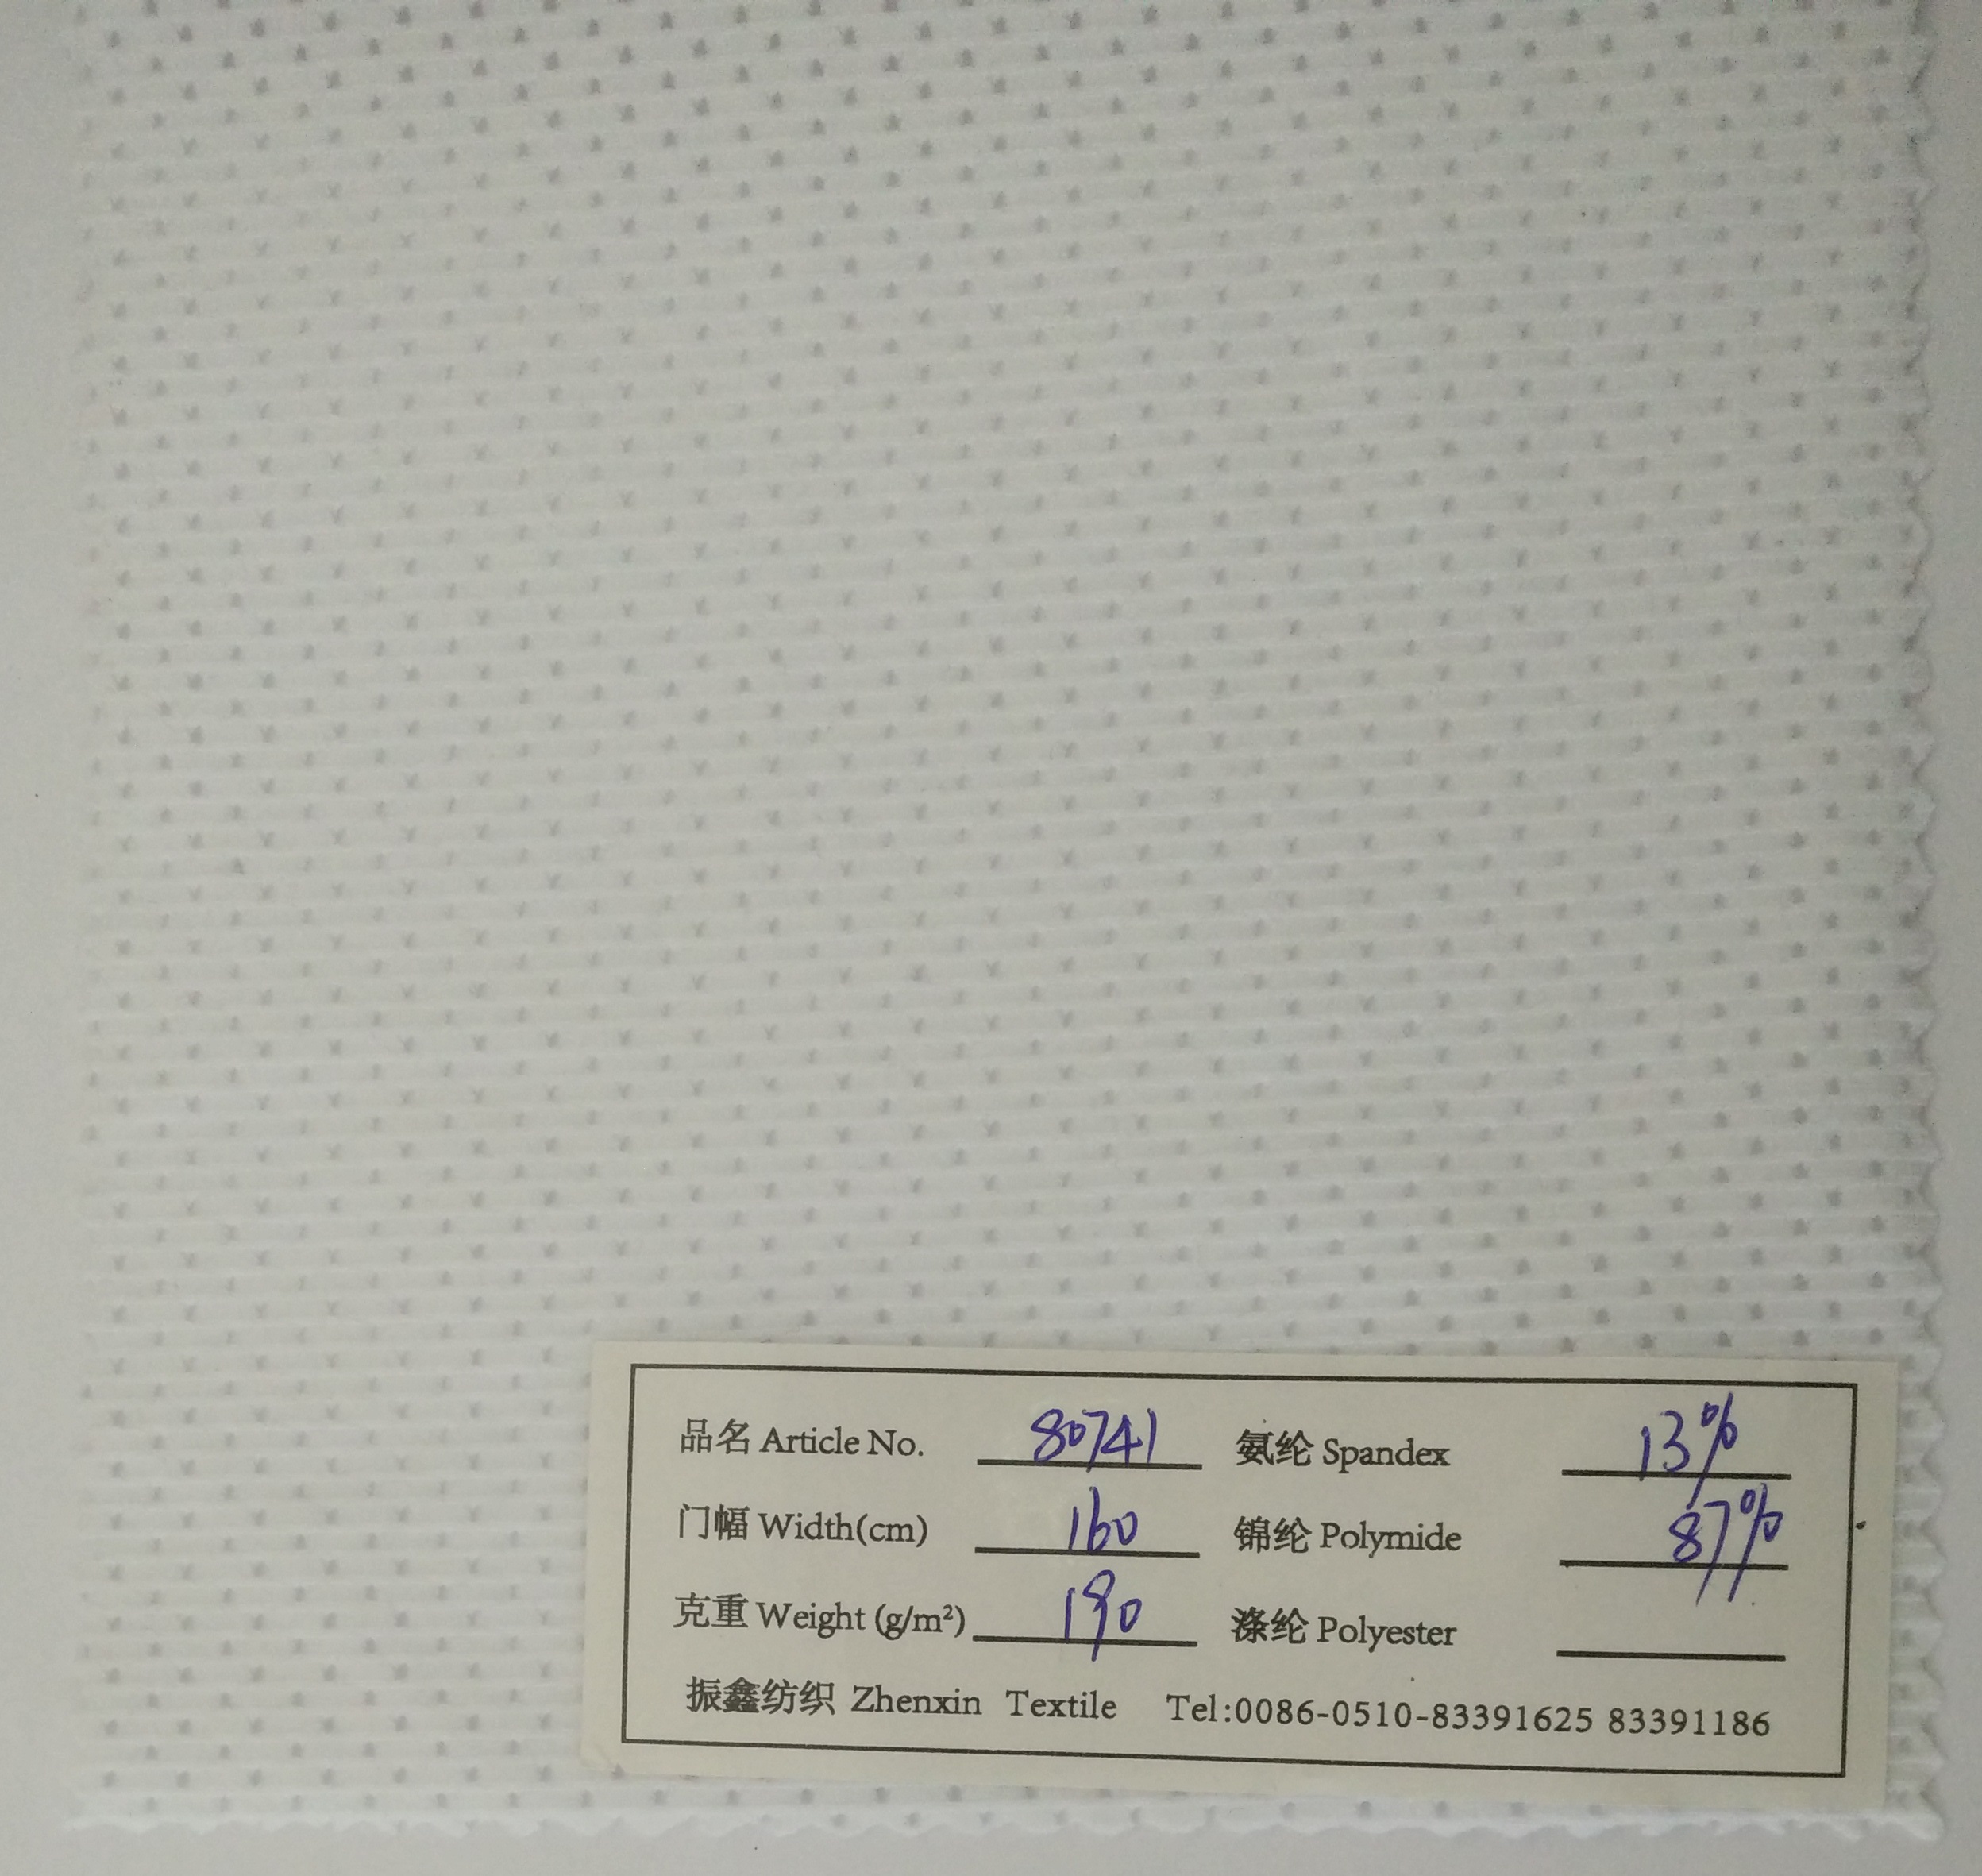 品名 Article No. 80741 氨纶 Spandex 13%
门幅 Width(cm) 160 锦纶 Polymide 87%
克重 Weight (g/m²) 190 涤纶 Polyester
振鑫纺织 Zhenxin Textile Tel:0086-0510-83391625 83391186